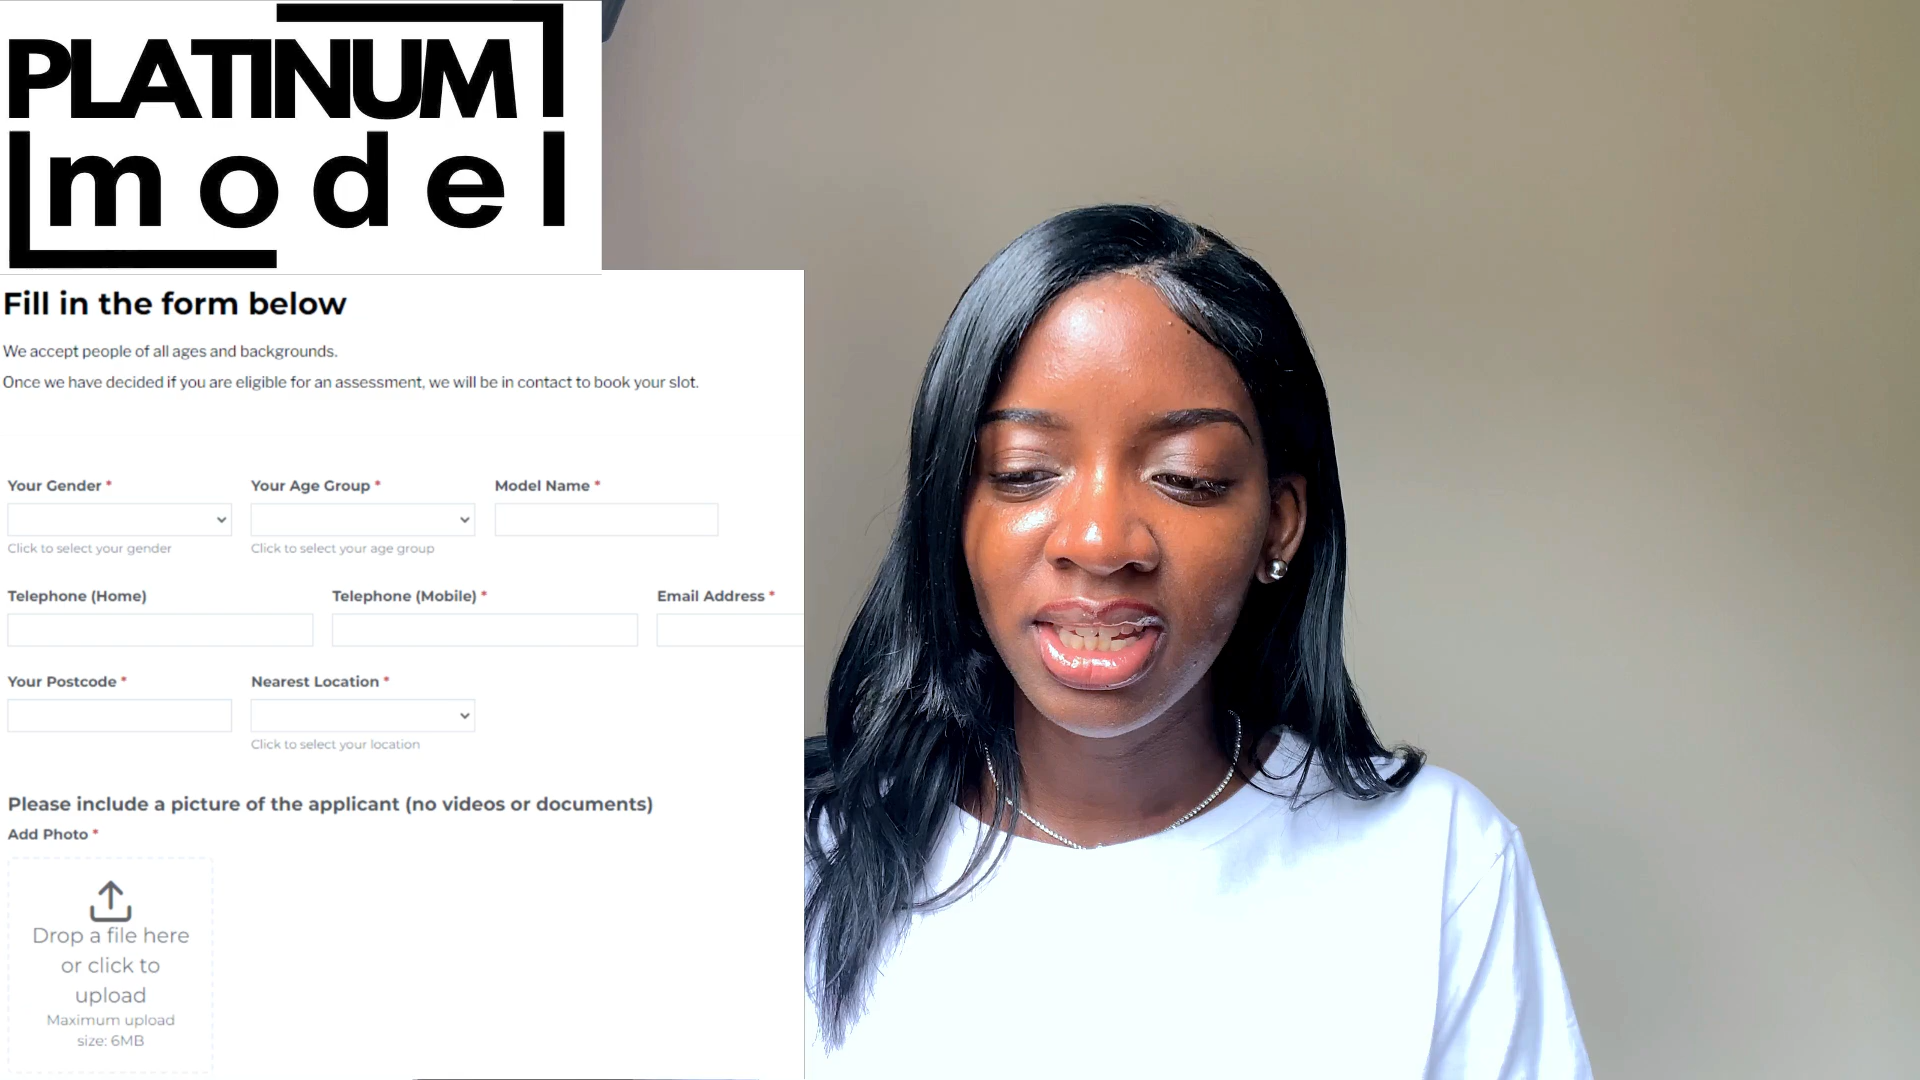 PLATINUM
model
Fill in the form below
We accept people of all ages and backgrounds.
Once we have decided if you are eligible for an assessment, we will be in contact to book your slot.
Your Gender * Your Age Group * Model Name *
Click to select your gender Click to select your age group
Telephone (Home) Telephone (Mobile) * Email Address *
Your Postcode * Nearest Location *
Click to select your location
Please include a picture of the applicant (no videos or documents)
Add Photo *
Drop a file here
or click to
upload
Maximum upload
size: 6MB